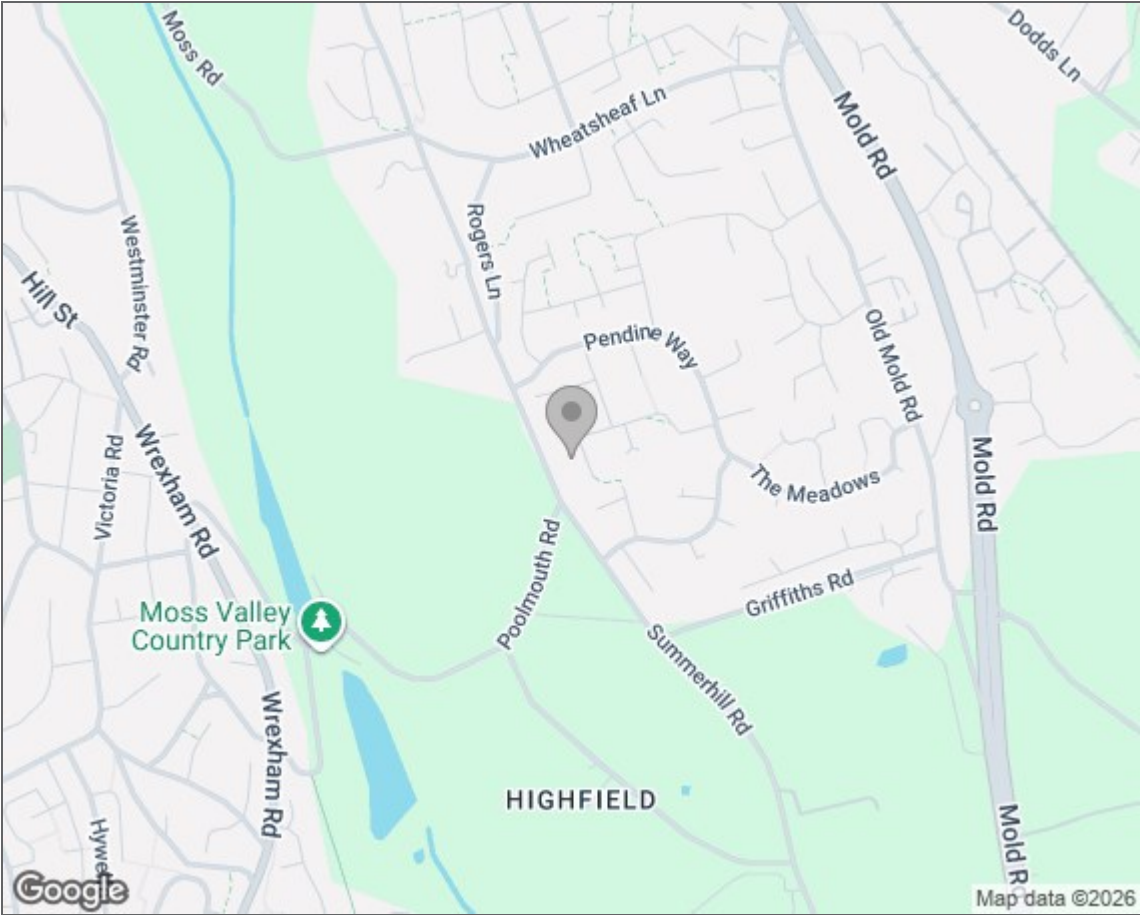 Moss Rd
Dodds Ln
Wheatsheaf Ln
Mold Rd
Rogers Ln
Westminster Rd
Hill St
Pendine Way
Old Mold Rd
Victoria Rd
Wrexham Rd
The Meadows
Mold Rd
Poolmouth Rd
Griffiths Rd
Moss Valley
Country Park
Summerhill Rd
Wrexham Rd
HIGHFIELD
Mold Rd
Google
Map data ©2026